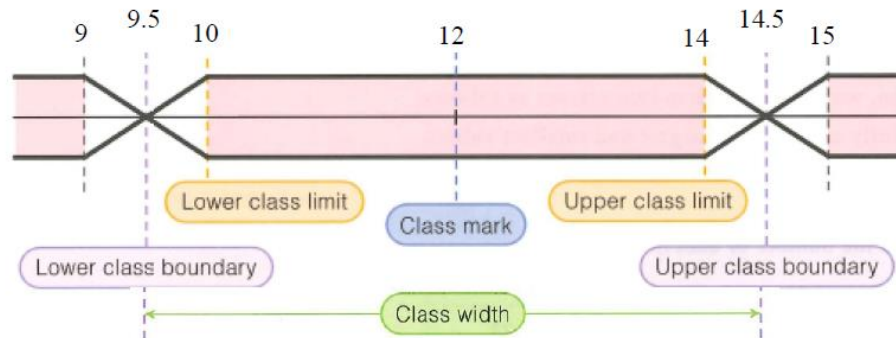 9 9.5 10 12 14 14.5 15
Lower class limit
Upper class limit
Class mark
Lower class boundary
Upper class boundary
Class width